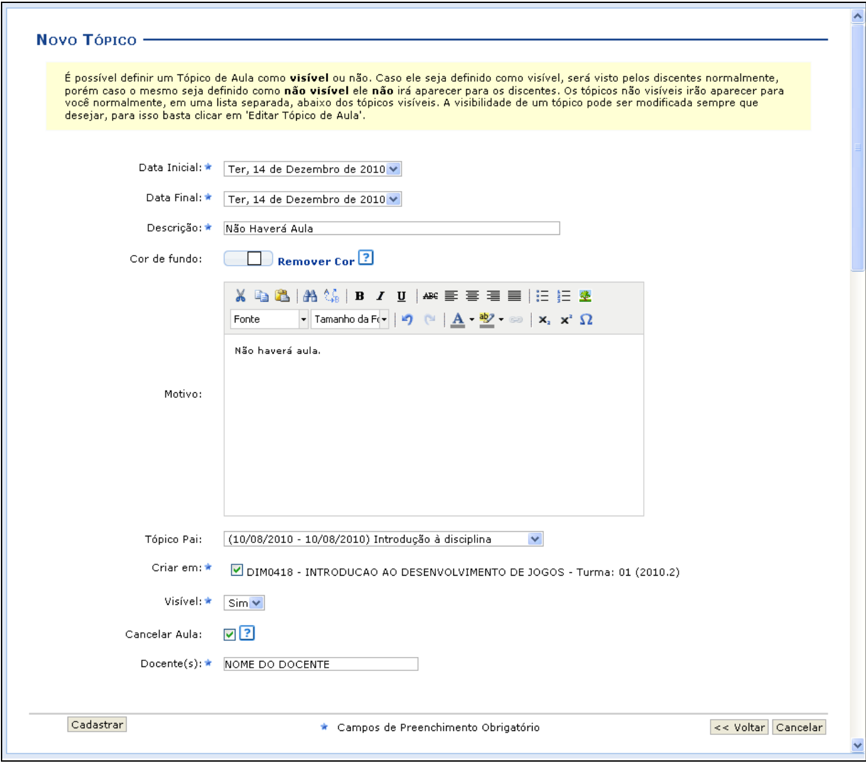 Novo Tópico
É possível definir um Tópico de Aula como visível ou não. Caso ele seja definido como visível, será visto pelos discentes normalmente,
porém caso o mesmo seja definido como não visível ele não irá aparecer para os discentes. Os tópicos não visíveis irão aparecer para
você normalmente, em uma lista separada, abaixo dos tópicos visíveis. A visibilidade de um tópico pode ser modificada sempre que
desejar, para isso basta clicar em 'Editar Tópico de Aula'.
Data Inicial: Ter, 14 de Dezembro de 2010
Data Final: Ter, 14 de Dezembro de 2010
Descrição: Não Haverá Aula
Cor de fundo: Remover Cor ?
B I U ABC
Fonte Tamanho da Fo A ab x₂ x² Ω
Não haverá aula.
Motivo:
Tópico Pai: (10/08/2010 - 10/08/2010) Introdução à disciplina
Criar em: DIM0418 - INTRODUCAO AO DESENVOLVIMENTO DE JOGOS - Turma: 01 (2010.2)
Visível: Sim
Cancelar Aula: ?
Docente(s): NOME DO DOCENTE
Cadastrar * Campos de Preenchimento Obrigatório << Voltar Cancelar